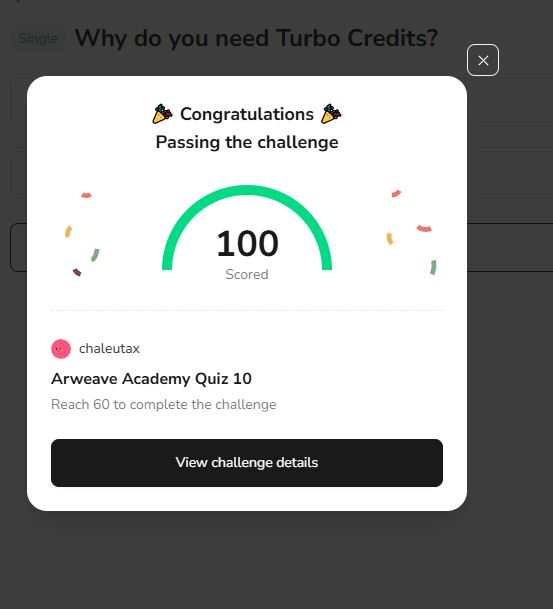 Single Why do you need Turbo Credits?
Congratulations
Passing the challenge
100
Scored
chaleutax
Arweave Academy Quiz 10
Reach 60 to complete the challenge
View challenge details